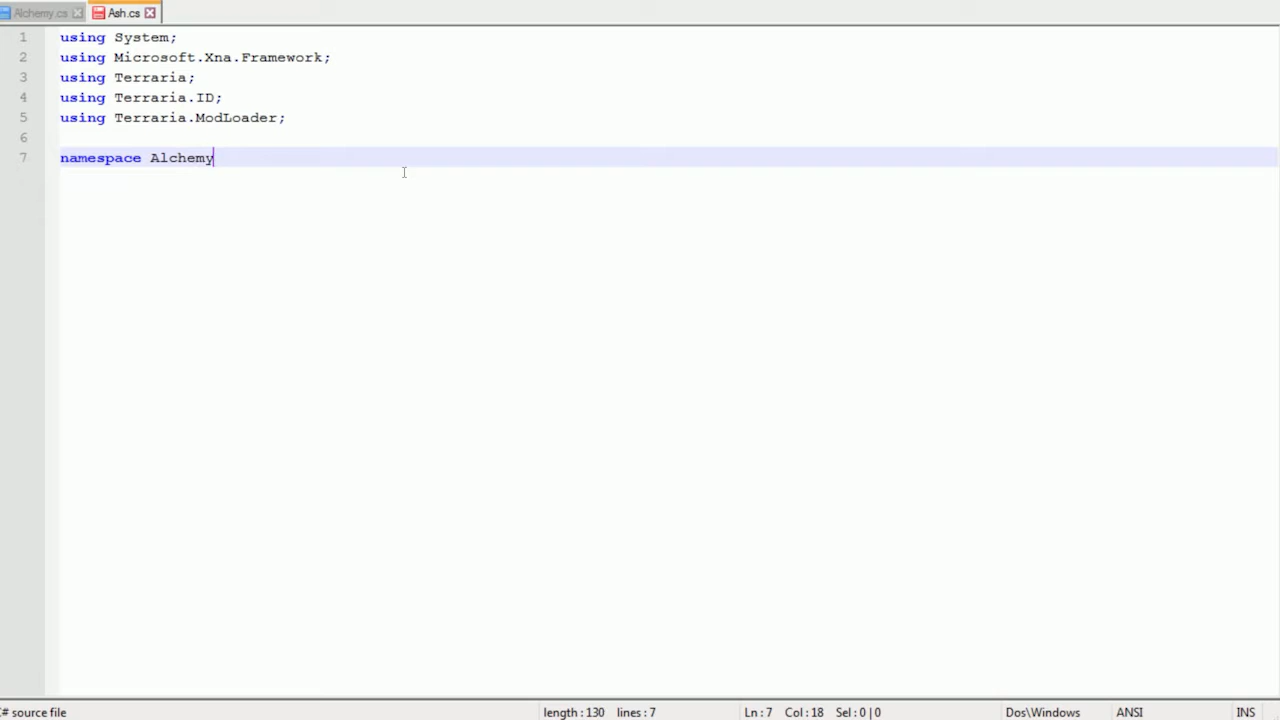 Alchemy.cs Ash.cs
1 using System;
2 using Microsoft.Xna.Framework;
3 using Terraria;
4 using Terraria.ID;
5 using Terraria.ModLoader;
6
7 namespace Alchemy
C# source file length : 130 lines : 7 Ln : 7 Col : 18 Sel : 0 | 0 Dos\Windows ANSI INS